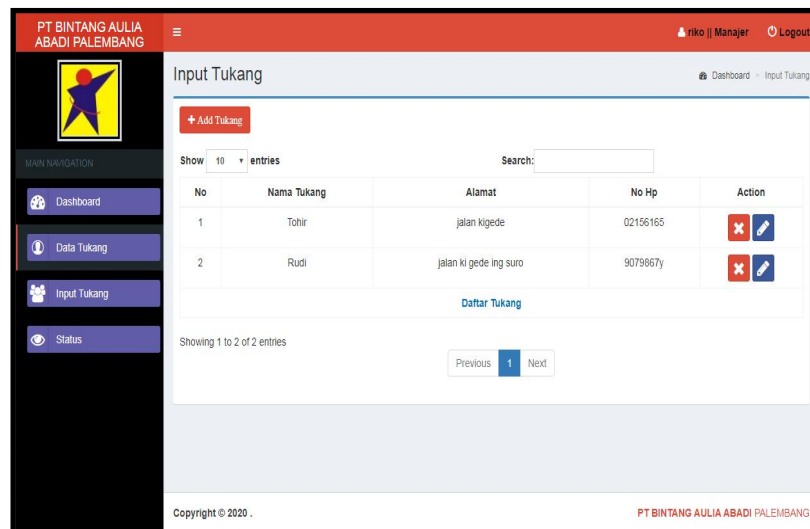 PT BINTANG AULIA
ABADI PALEMBANG
riko || Manajer Logout
Input Tukang
Dashboard > Input Tukang
Add Tukang
MAIN NAVIGATION
Dashboard
Data Tukang
Input Tukang
Status
Show 10 entries Search:
No Nama Tukang Alamat No Hp Action
1 Tohir jalan kigede 02156165
2 Rudi jalan ki gede ing suro 9079867y
Daftar Tukang
Showing 1 to 2 of 2 entries
Previous 1 Next
Copyright © 2020 . PT BINTANG AULIA ABADI PALEMBANG